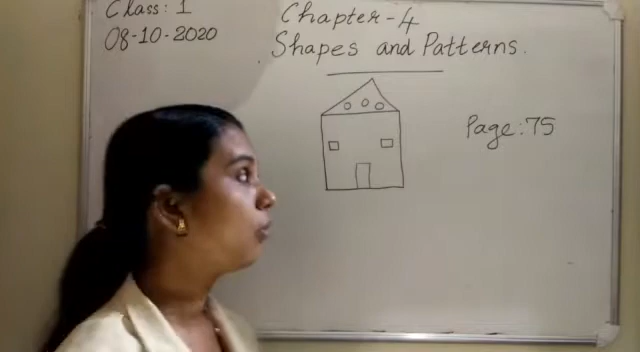 Class: 1
08-10-2020
Chapter-4
Shapes and Patterns.
Page:75